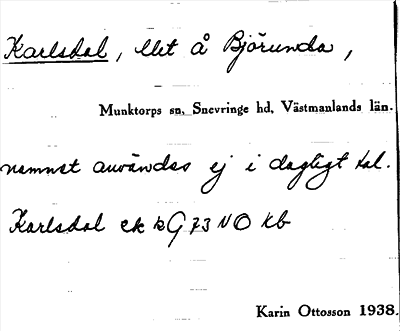 Karlsdal, llet å Björunda,
Munktorps sn, Snevringe hd, Västmanlands län.
namnet användes ej i dagligt tal.
Karlsdal ek kG 73 NO Kb
Karin Ottosson 1938.